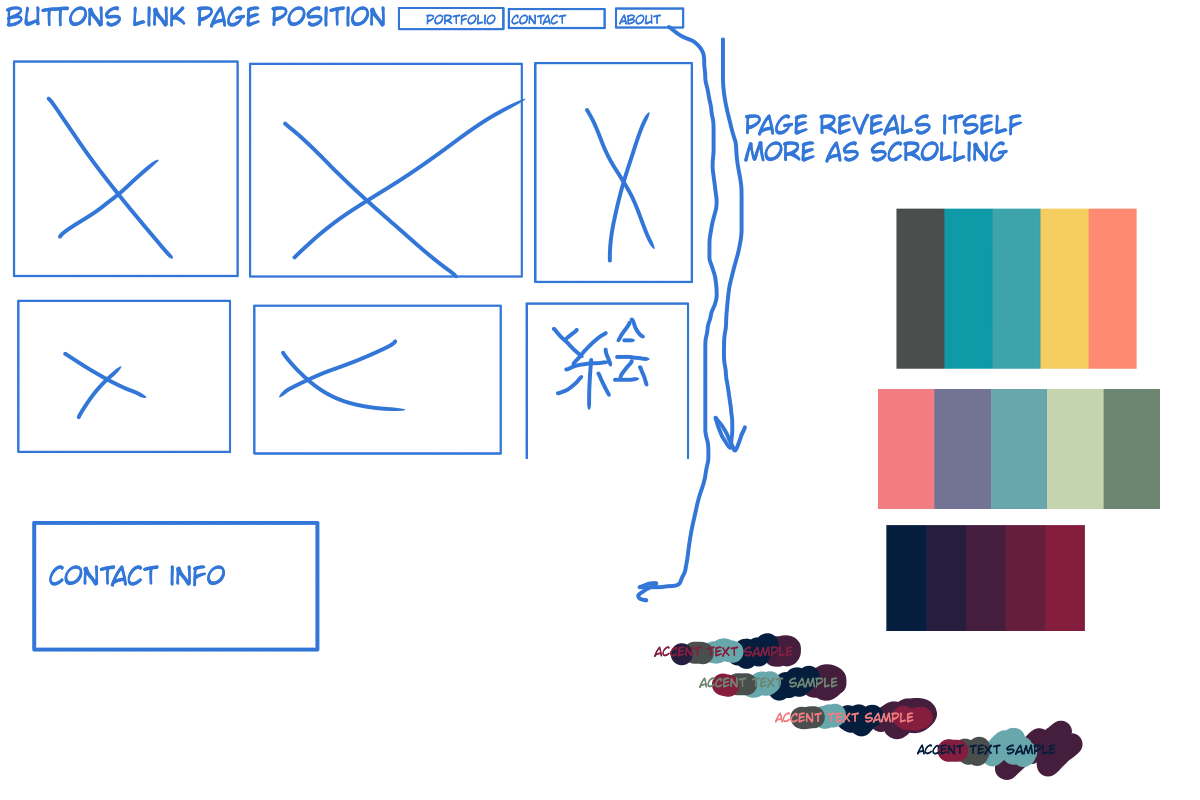 BUTTONS LINK PAGE POSITION
PORTFOLIO
CONTACT
ABOUT
PAGE REVEALS ITSELF
MORE AS SCROLLING
絵
CONTACT INFO
ACCENT TEXT SAMPLE
ACCENT TEXT SAMPLE
ACCENT TEXT SAMPLE
ACCENT TEXT SAMPLE